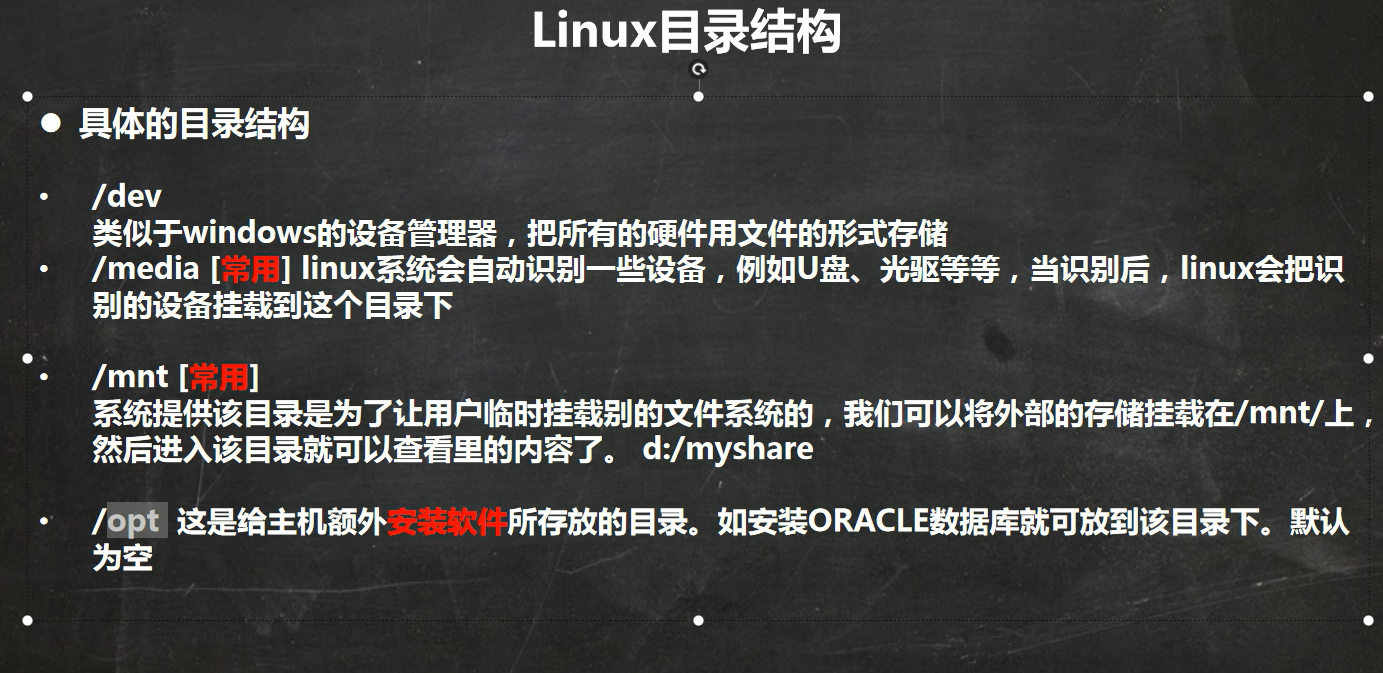 Linux目录结构
● 具体的目录结构
• /dev
类似于windows的设备管理器，把所有的硬件用文件的形式存储
• /media [常用] linux系统会自动识别一些设备，例如U盘、光驱等等，当识别后，linux会把识
别的设备挂载到这个目录下
• /mnt [常用]
系统提供该目录是为了让用户临时挂载别的文件系统的，我们可以将外部的存储挂载在/mnt/上，
然后进入该目录就可以查看里的内容了。 d:/myshare
• /opt 这是给主机额外安装软件所存放的目录。如安装ORACLE数据库就可放到该目录下。默认
为空